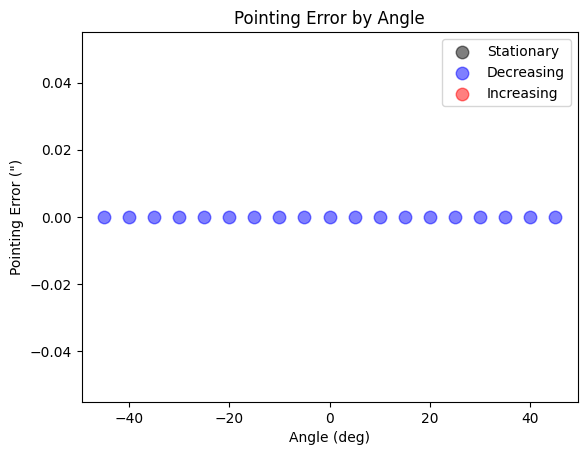 Pointing Error by Angle
Stationary
Decreasing
Increasing
0.04
0.02
0.00
−0.02
−0.04
Pointing Error (")
−40
−20
0
20
40
Angle (deg)